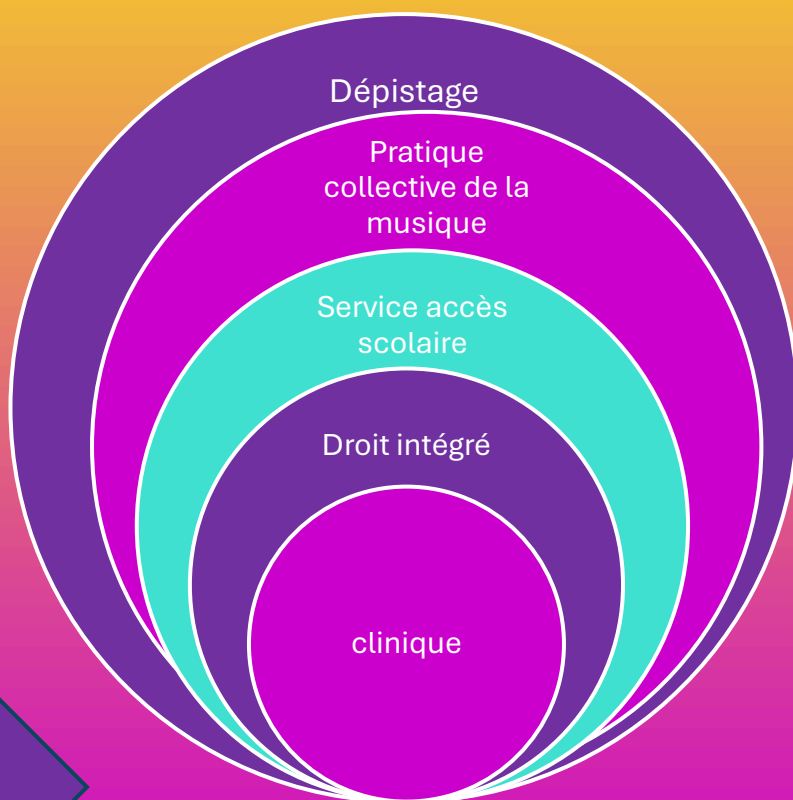 Dépistage
Pratique
collective de la
musique
Service accès
scolaire
Droit intégré
clinique